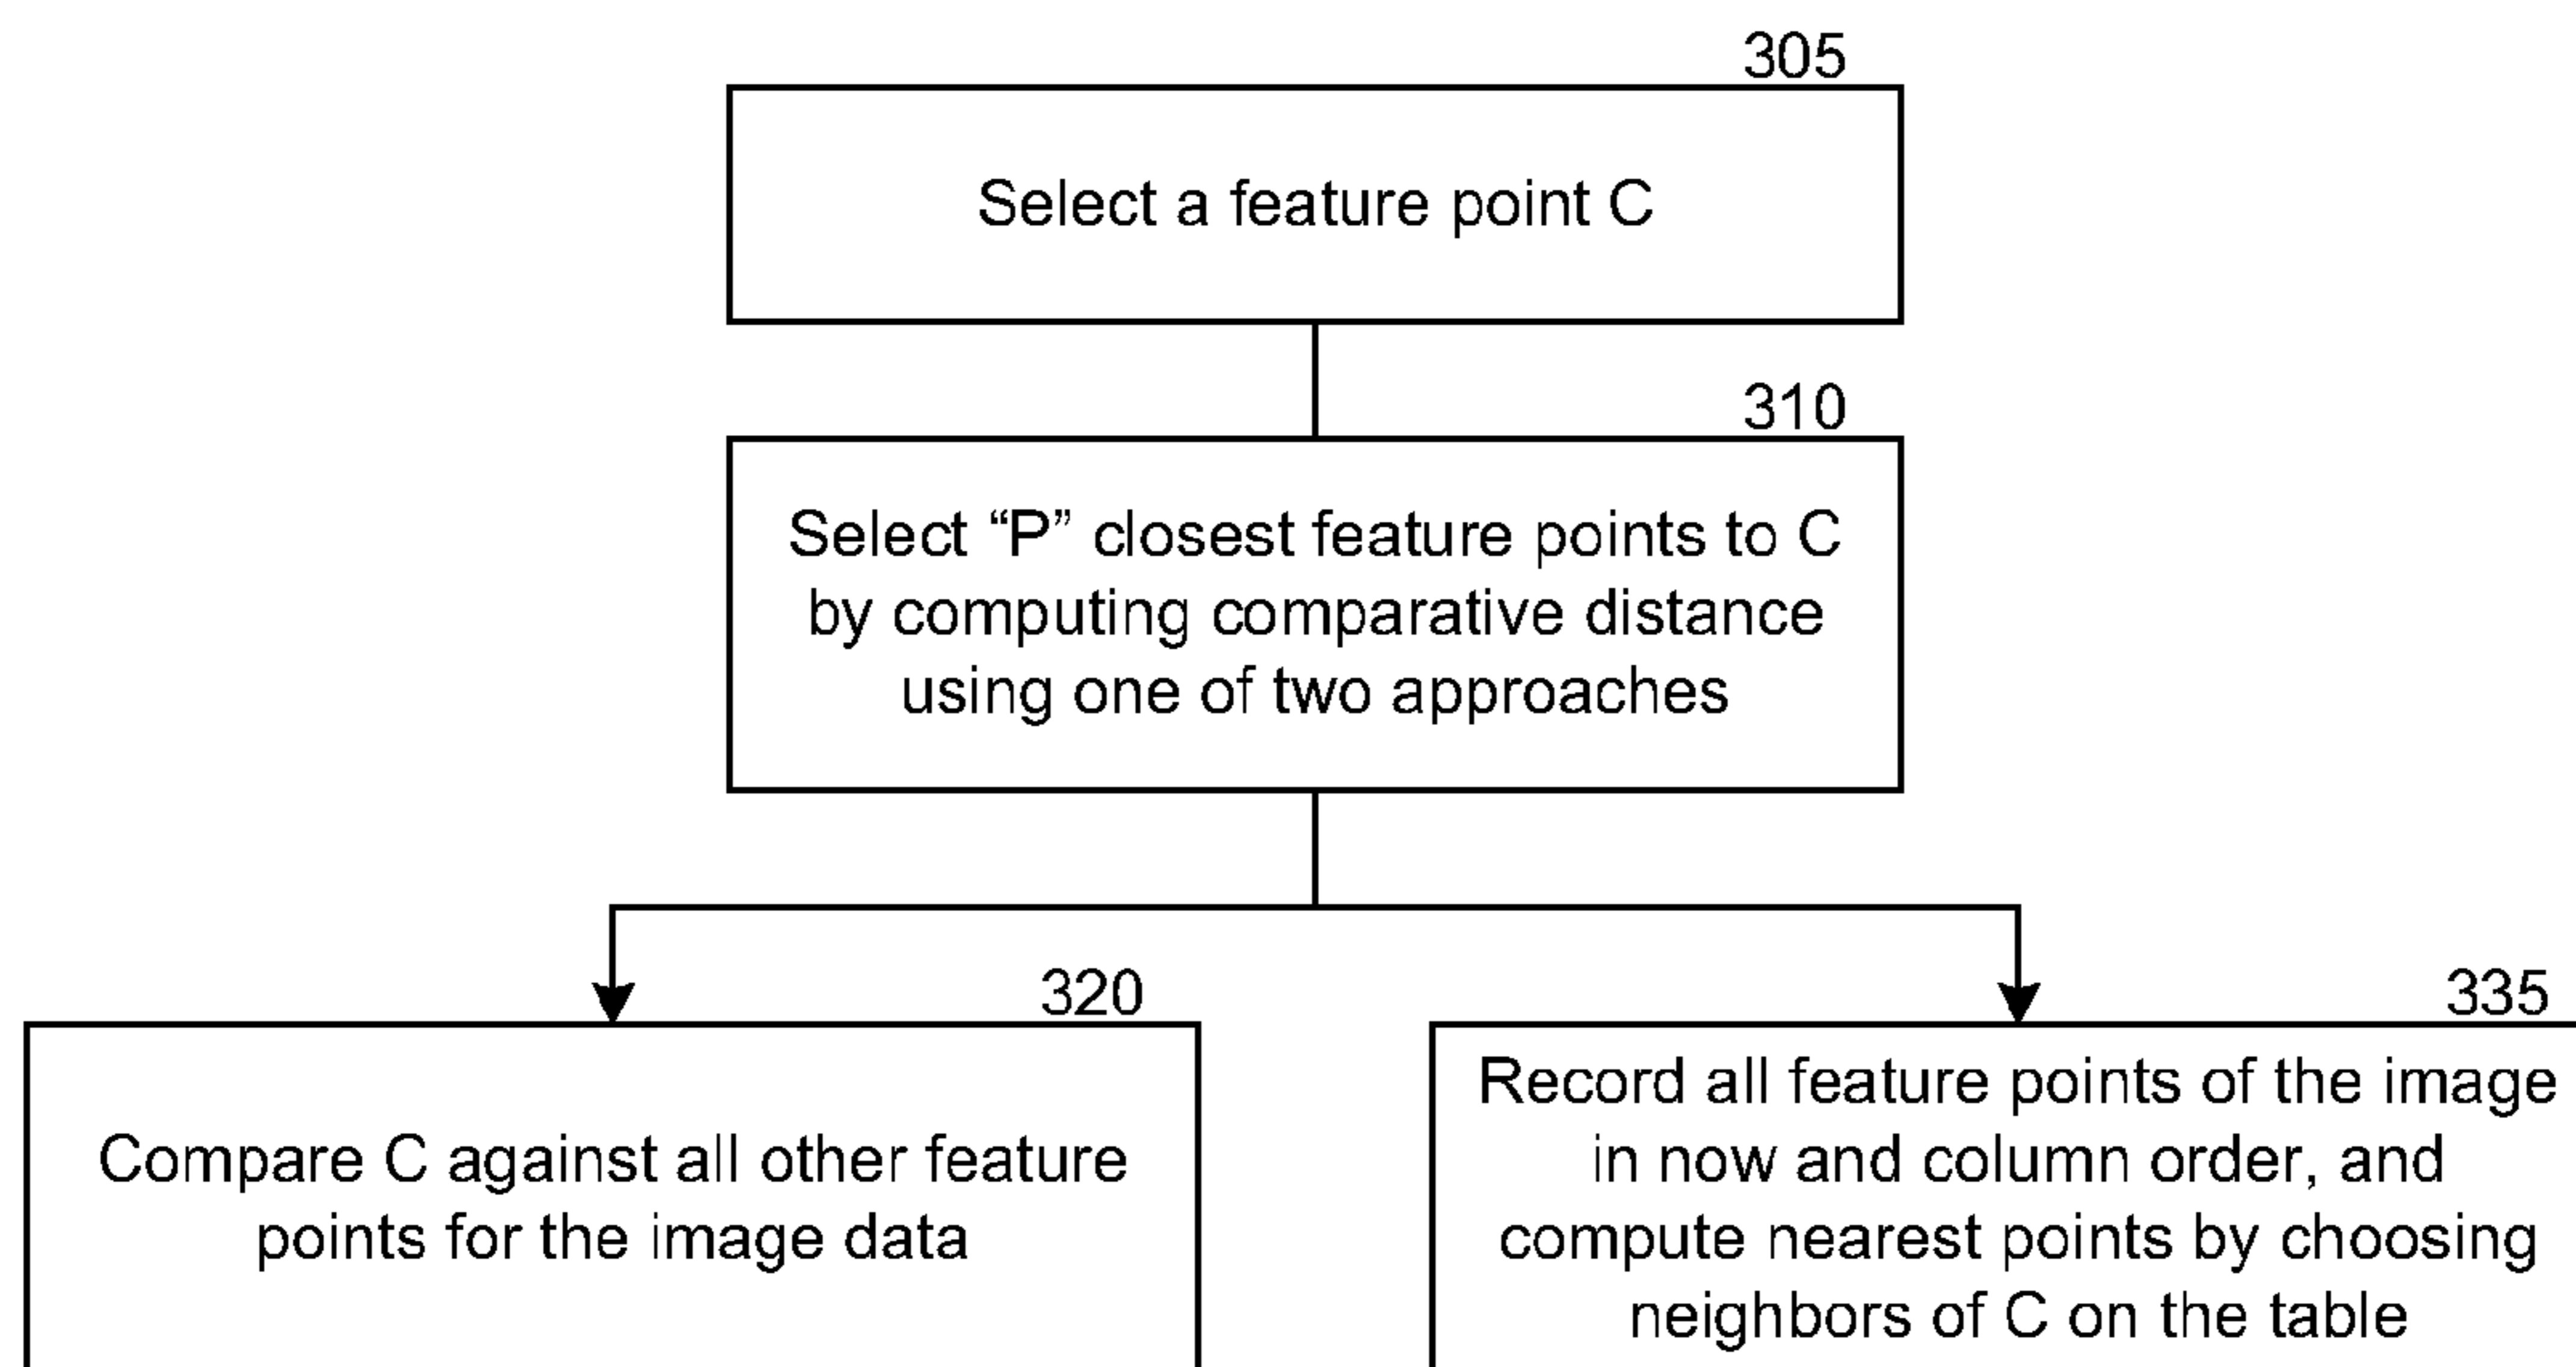 305
Select a feature point C
310
Select “P” closest feature points to C
by computing comparative distance
using one of two approaches
320
Compare C against all other feature
points for the image data
335
Record all feature points of the image
in now and column order, and
compute nearest points by choosing
neighbors of C on the table